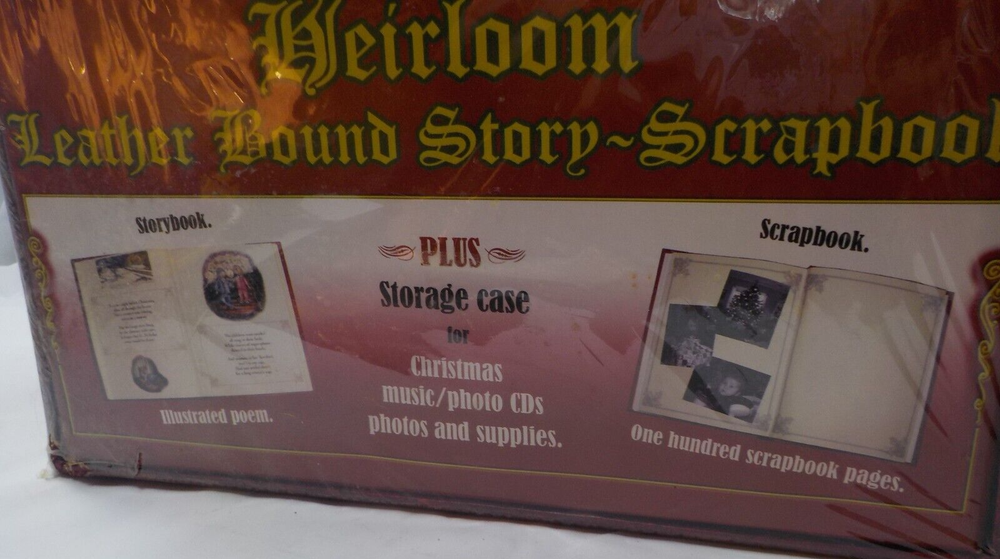 Heirloom
Leather Bound Story~Scrapbook
Storybook.
Illustrated poem.
PLUS
Storage case
for
Christmas
music/photo CDs
photos and supplies.
Scrapbook.
One hundred scrapbook pages.